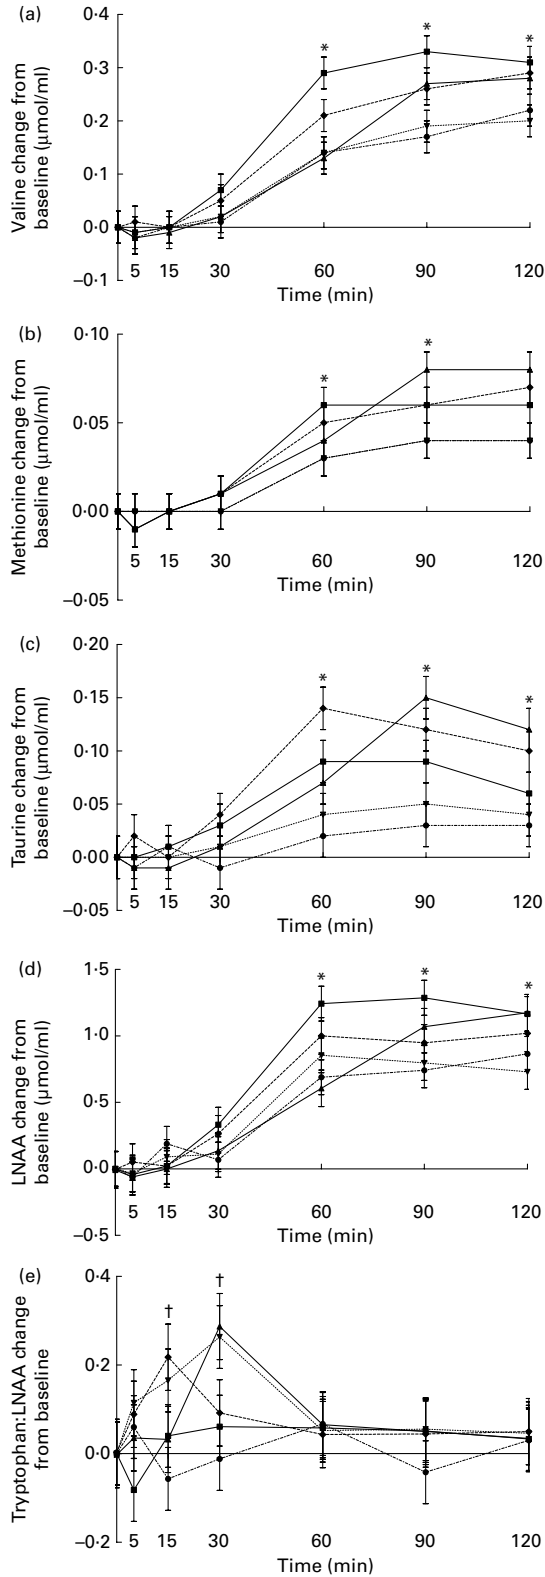 (a)
Valine change from
baseline (µmol/ml)
0·4
0·3
0·2
0·1
0·0
–0·1
* * *
5 15 30 60 90 120
Time (min)
(b)
Methionine change from
baseline (µmol/ml)
0·10
0·05
0·00
–0·05
* *
5 15 30 60 90 120
Time (min)
(c)
Taurine change from
baseline (µmol/ml)
0·20
0·15
0·10
0·05
0·00
–0·05
* * *
5 15 30 60 90 120
Time (min)
(d)
LNAA change from
baseline (µmol/ml)
1·5
1·0
0·5
0·0
–0·5
* * *
5 15 30 60 90 120
Time (min)
(e)
Tryptophan:LNAA change
from baseline
0·4
0·2
0·0
–0·2
† †
5 15 30 60 90 120
Time (min)